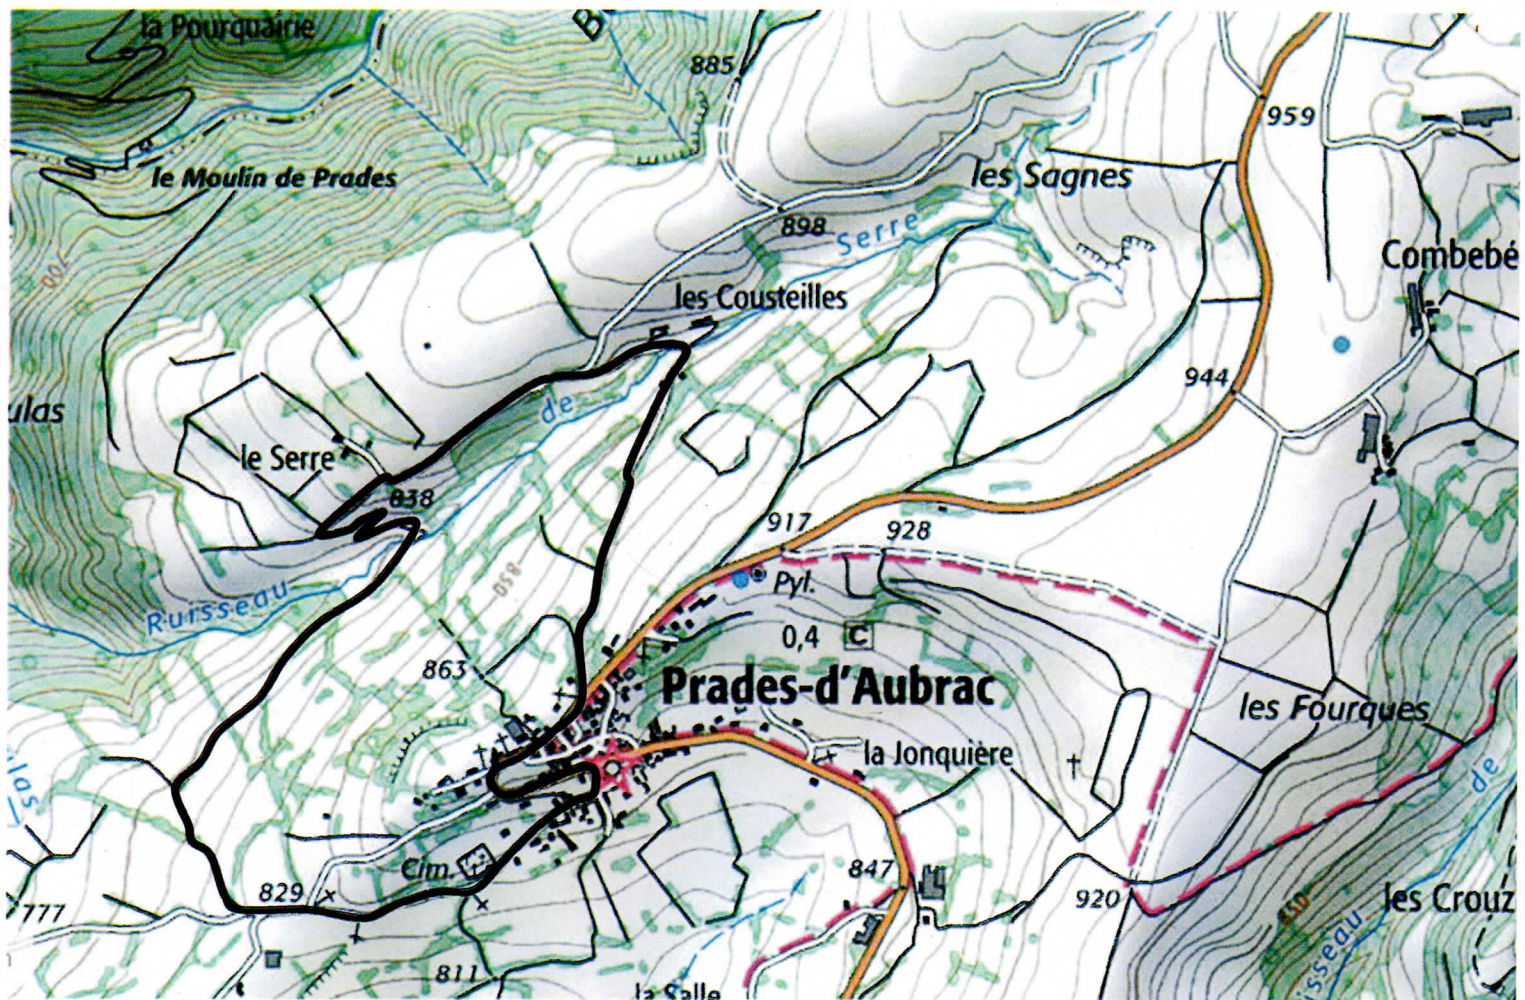 la Pourquairie
885
959
le Moulin de Prades
les Sagnes
898
Serre
Combebé
700
les Cousteilles
944
de
ulas
le Serre
838
917
928
850
Ruisseau
Pyl.
0,4 C
863
Prades-d'Aubrac
les Fourques
la Jonquière
de
Cim.
847
829
920
les Crouz
777
811
la Salle